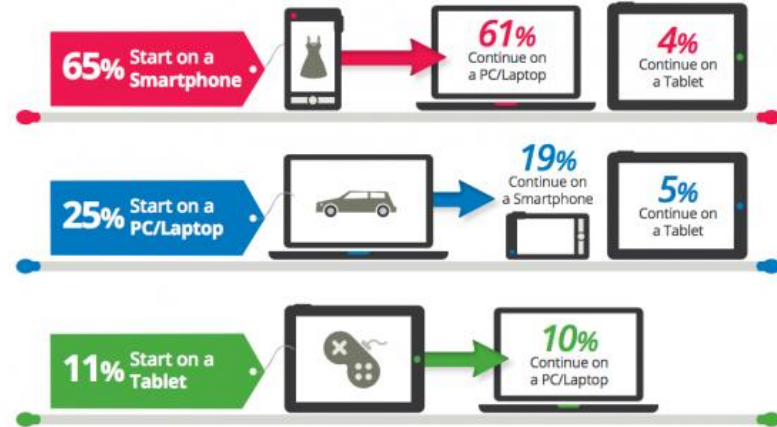 65% Start on a
Smartphone
61%
Continue on
a PC/Laptop
4%
Continue on
a Tablet
25% Start on a
PC/Laptop
19%
Continue on
a Smartphone
5%
Continue on
a Tablet
11% Start on a
Tablet
10%
Continue on
a PC/Laptop